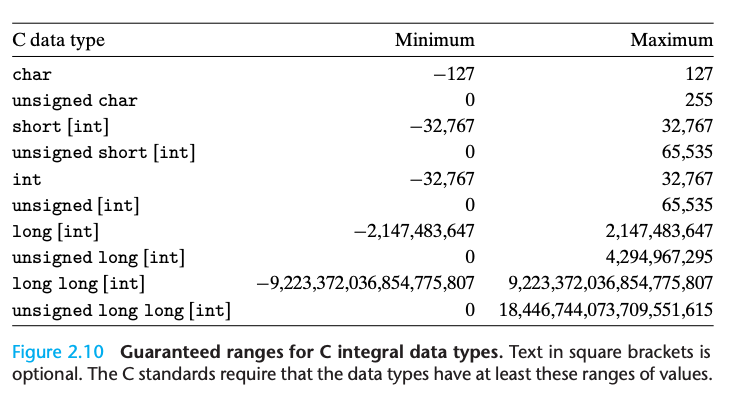 C data type Minimum Maximum
char −127 127
unsigned char 0 255
short [int] −32,767 32,767
unsigned short [int] 0 65,535
int −32,767 32,767
unsigned [int] 0 65,535
long [int] −2,147,483,647 2,147,483,647
unsigned long [int] 0 4,294,967,295
long long [int] −9,223,372,036,854,775,807 9,223,372,036,854,775,807
unsigned long long [int] 0 18,446,744,073,709,551,615
Figure 2.10 Guaranteed ranges for C integral data types. Text in square brackets is
optional. The C standards require that the data types have at least these ranges of values.